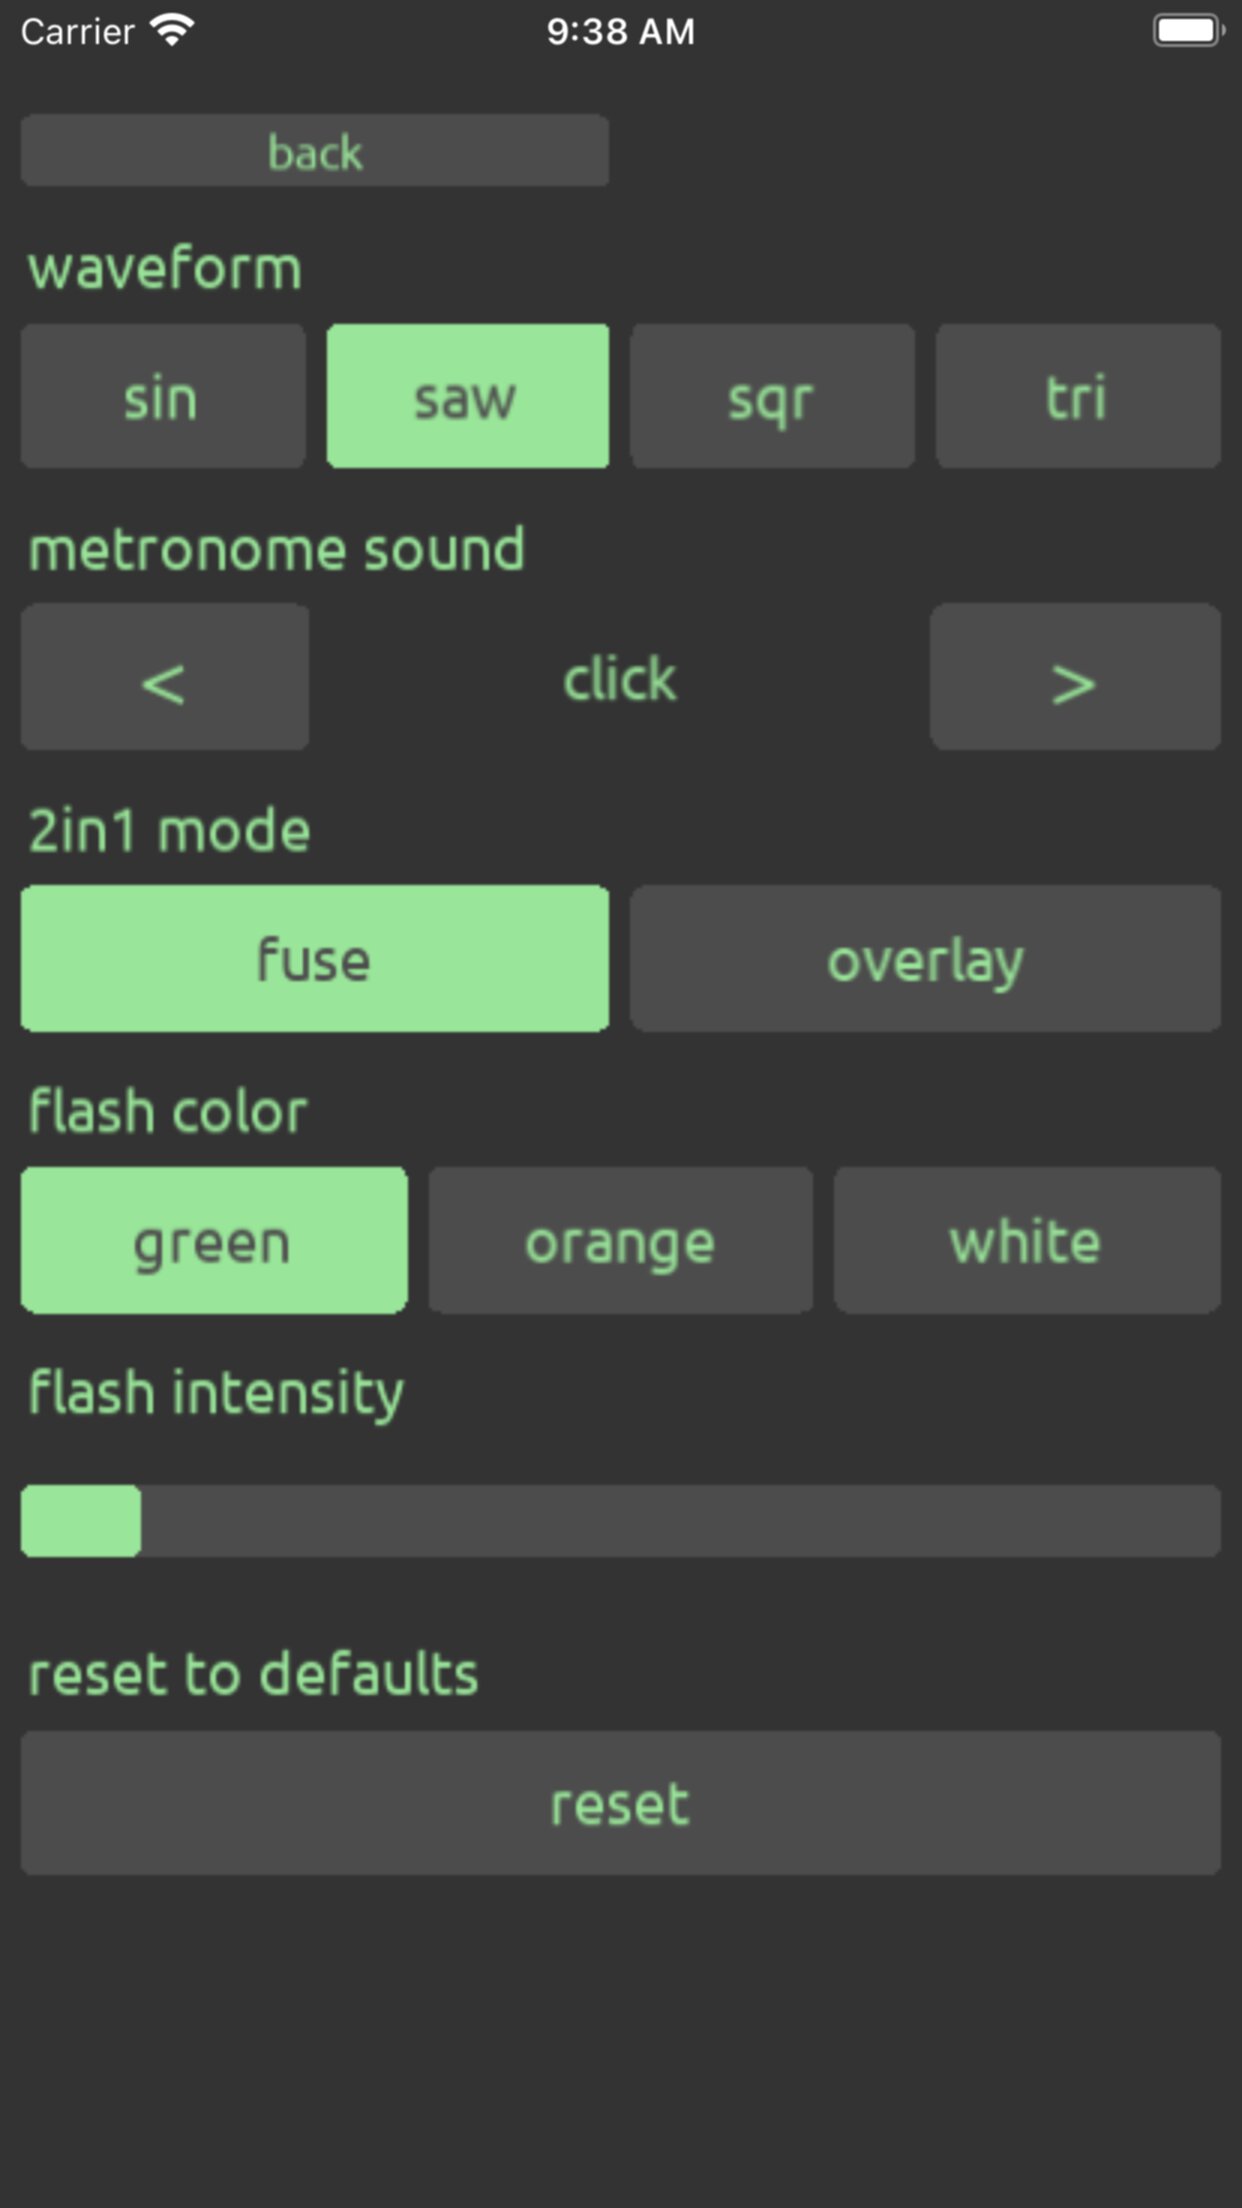 Carrier 9:38 AM
back
waveform
sin saw sqr tri
metronome sound
< click >
2in1 mode
fuse overlay
flash color
green orange white
flash intensity
reset to defaults
reset